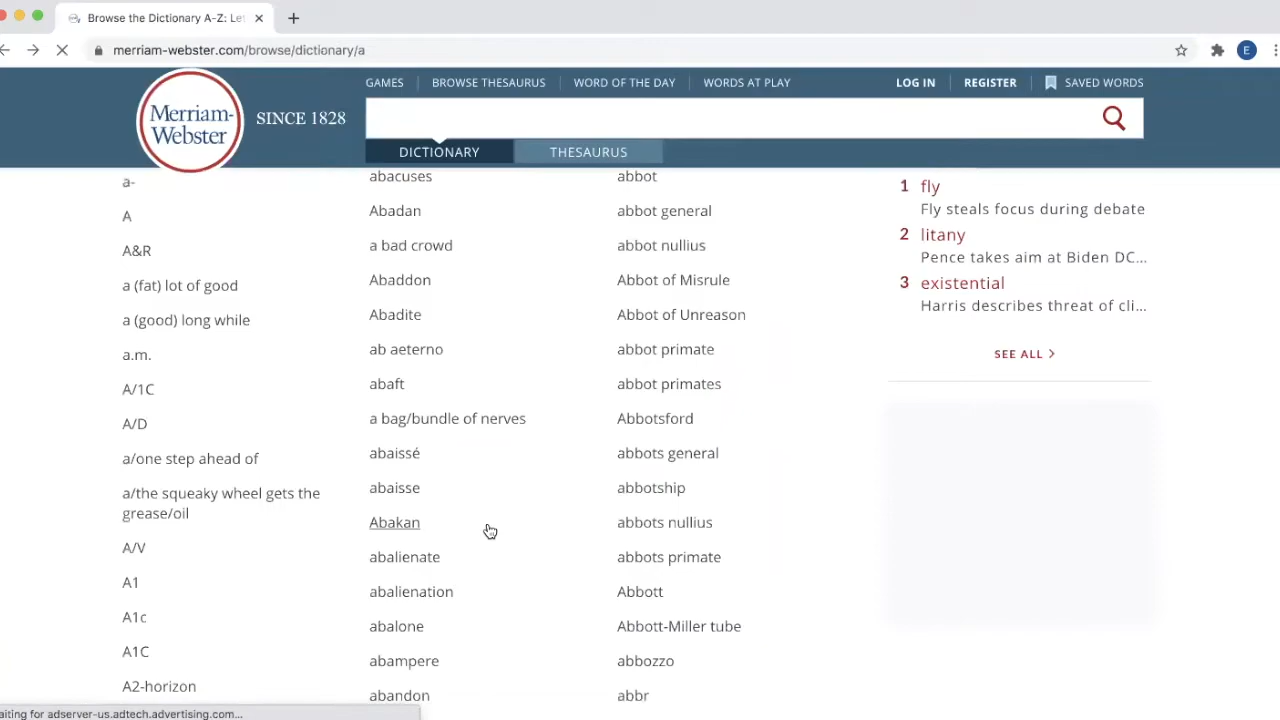 Browse the Dictionary A-Z: Let
merriam-webster.com/browse/dictionary/a
E
GAMES
BROWSE THESAURUS
WORD OF THE DAY
WORDS AT PLAY
LOG IN
REGISTER
SAVED WORDS
Merriam-
Webster
SINCE 1828
DICTIONARY
THESAURUS
a-
A
A&R
a (fat) lot of good
a (good) long while
a.m.
A/1C
A/D
a/one step ahead of
a/the squeaky wheel gets the
grease/oil
A/V
A1
A1c
A1C
A2-horizon
abacuses
Abadan
a bad crowd
Abaddon
Abadite
ab aeterno
abaft
a bag/bundle of nerves
abaissé
abaisse
Abakan
abalienate
abalienation
abalone
abampere
abandon
abbot
abbot general
abbot nullius
Abbot of Misrule
Abbot of Unreason
abbot primate
abbot primates
Abbotsford
abbots general
abbotship
abbots nullius
abbots primate
Abbott
Abbott-Miller tube
abbozzo
abbr
1 fly
Fly steals focus during debate
2 litany
Pence takes aim at Biden DC...
3 existential
Harris describes threat of cli...
SEE ALL >
aiting for adserver-us.adtech.advertising.com...